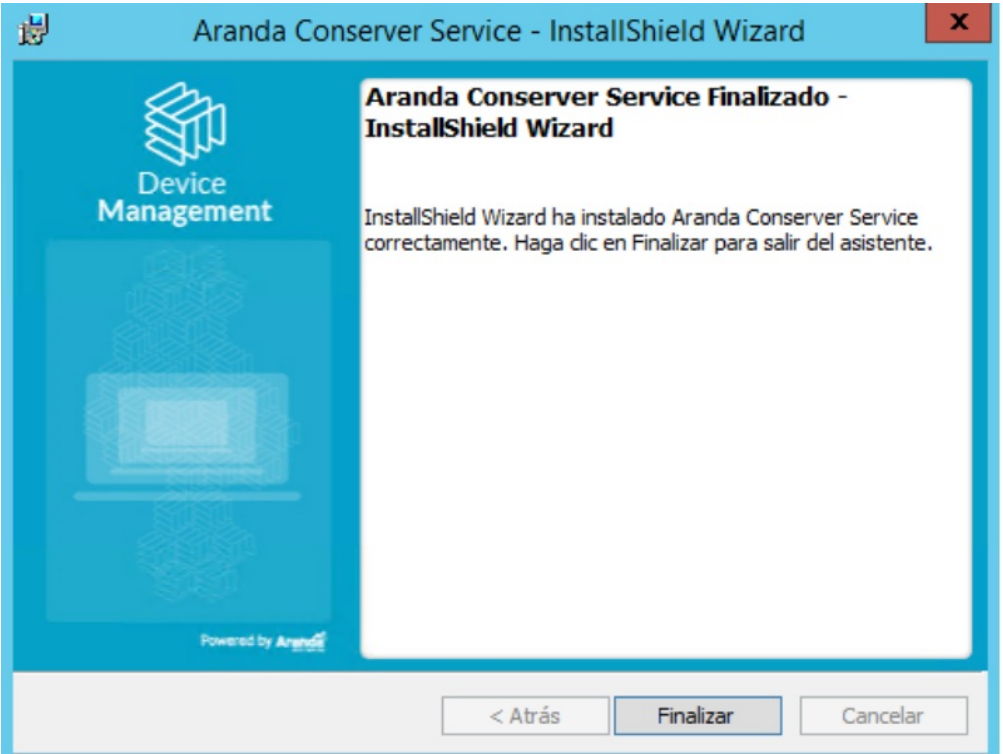 Aranda Conserver Service - InstallShield Wizard
x
Device
Management
Powered by Aranda
Aranda Conserver Service Finalizado -
InstallShield Wizard
InstallShield Wizard ha instalado Aranda Conserver Service
correctamente. Haga clic en Finalizar para salir del asistente.
< Atrás
Finalizar
Cancelar